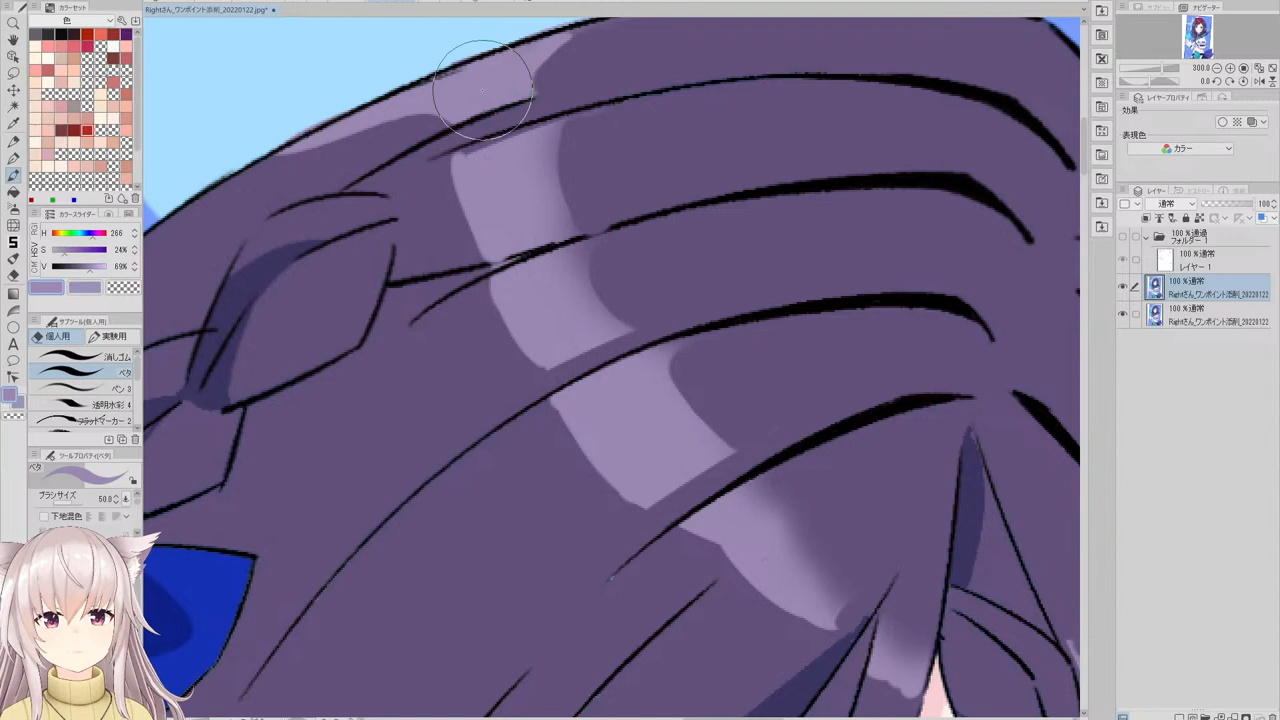 カラーセット
Rightさん_ワンポイント添削_20220122.jpg*
ナビゲーター
色
300.0
0.0
レイヤープロパティ
効果
表現色
カラー
レイヤー
通常
100
100 %通過
フォルダー 1
100 %通常
レイヤー 1
100 %通常
Rightさん_ワンポイント添削_20220122
100 %通常
Rightさん_ワンポイント添削_20220122
カラースライダー
H
266
S
24%
V
69%
サブツール(個人用)
個人用
実験用
消しゴム
ベタ
ペン 3
透明水彩 4
フラットマーカー 2
ツールプロパティ(ベタ)
ベタ
ブラシサイズ
50.0
下地混色